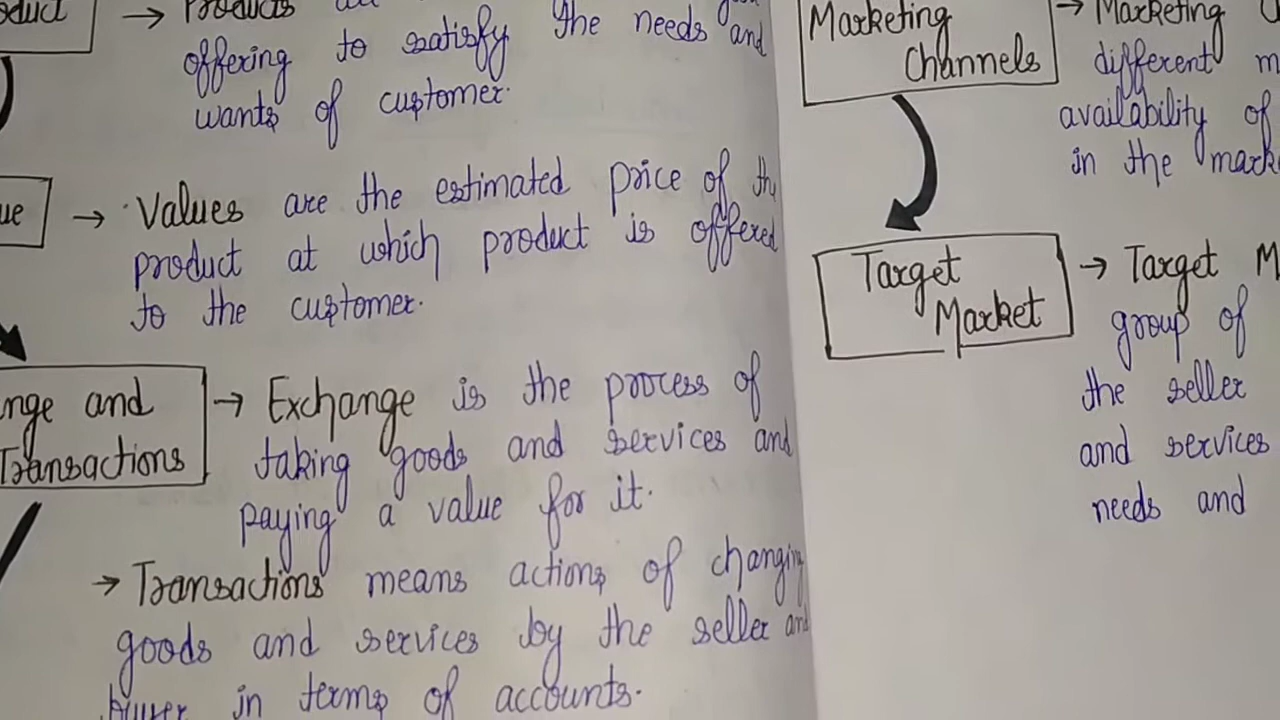 offering to satisfy the needs and
wants of customer.
→ Values are the estimated price of the
product at which product is offered
to the customer.
and
Transactions
→ Exchange is the process of
taking goods and services and
paying a value for it.
→ Transactions means actions of changing
goods and services by the seller and
buyer in terms of accounts.
Marketing
Channels
→ Marketing
different
availability of
in the
Target
Market
→ Target
group of
the seller
and services
needs and